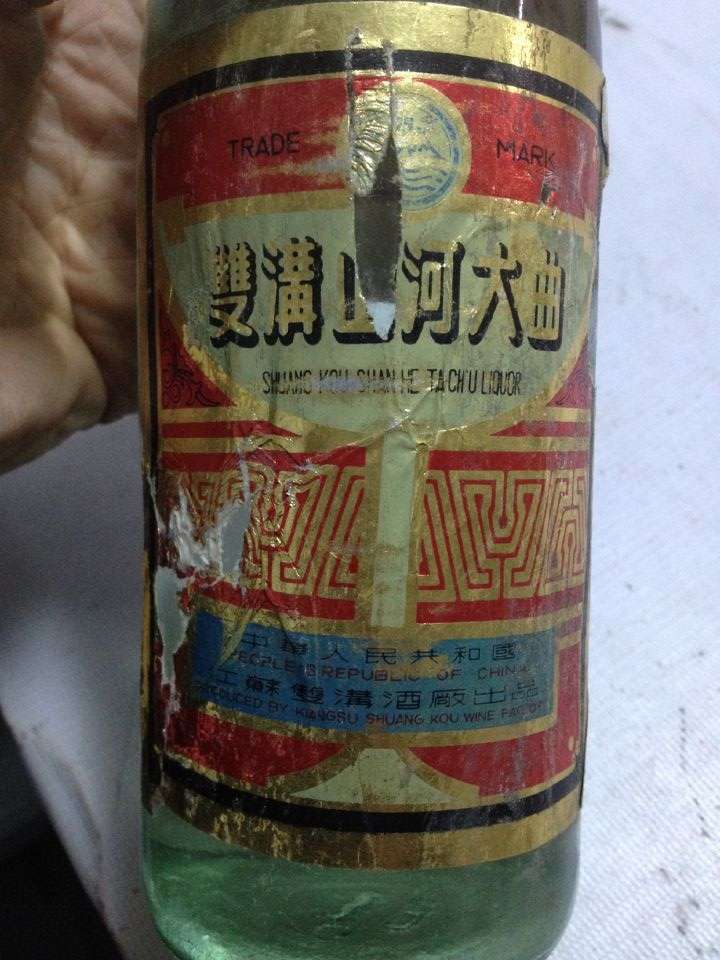 TRADE MARK
雙溝山河大曲
SHUANG KOU SHAN HE TA CH'U LIQUOR
中華人民共和國
PEOPLE'S REPUBLIC OF CHINA
江蘇雙溝酒廠出品
PRODUCED BY KIANGSU SHUANG KOU WINE FACTORY